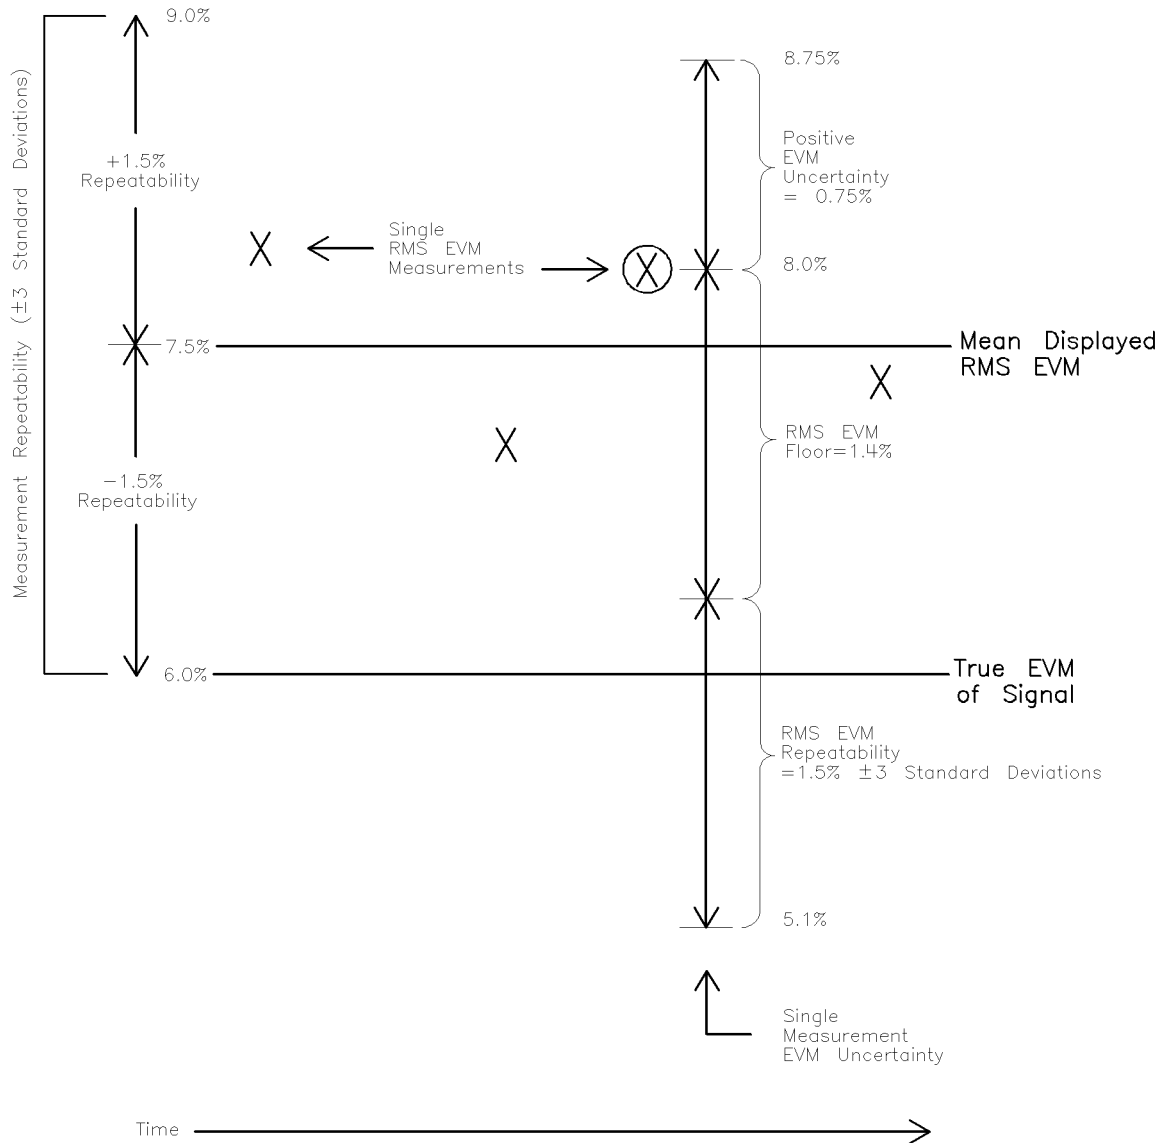 9.0%
8.75%
Measurement Repeatability (±3 Standard Deviations)
+1.5%
Repeatability
Positive
EVM
Uncertainty
= 0.75%
Single
RMS EVM
Measurements
8.0%
7.5%
Mean Displayed
RMS EVM
RMS EVM
Floor=1.4%
−1.5%
Repeatability
6.0%
True EVM
of Signal
RMS EVM
Repeatability
=1.5% ±3 Standard Deviations
5.1%
Single
Measurement
EVM Uncertainty
Time